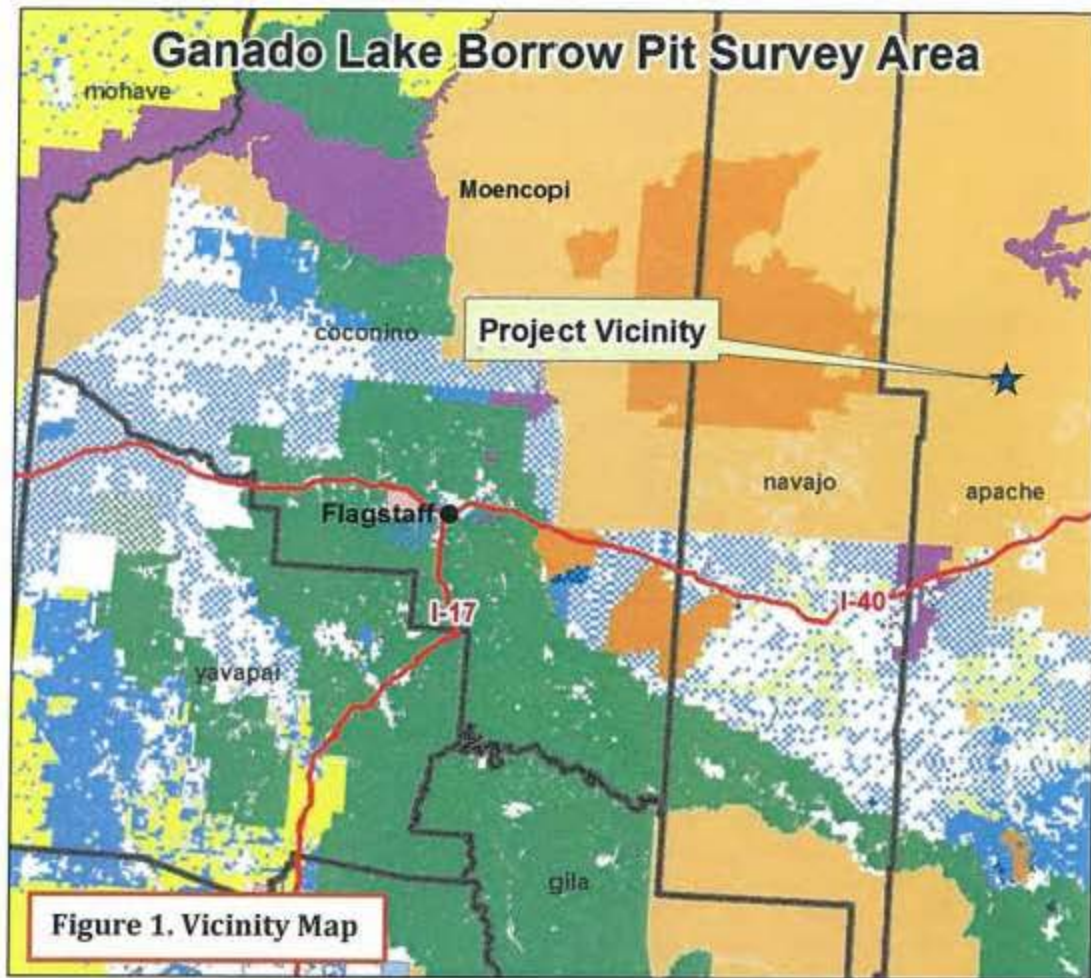 Ganado Lake Borrow Pit Survey Area
mohave
Moencopi
coconino
Project Vicinity
navajo
apache
Flagstaff
I-40
I-17
yavapai
gila
Figure 1. Vicinity Map